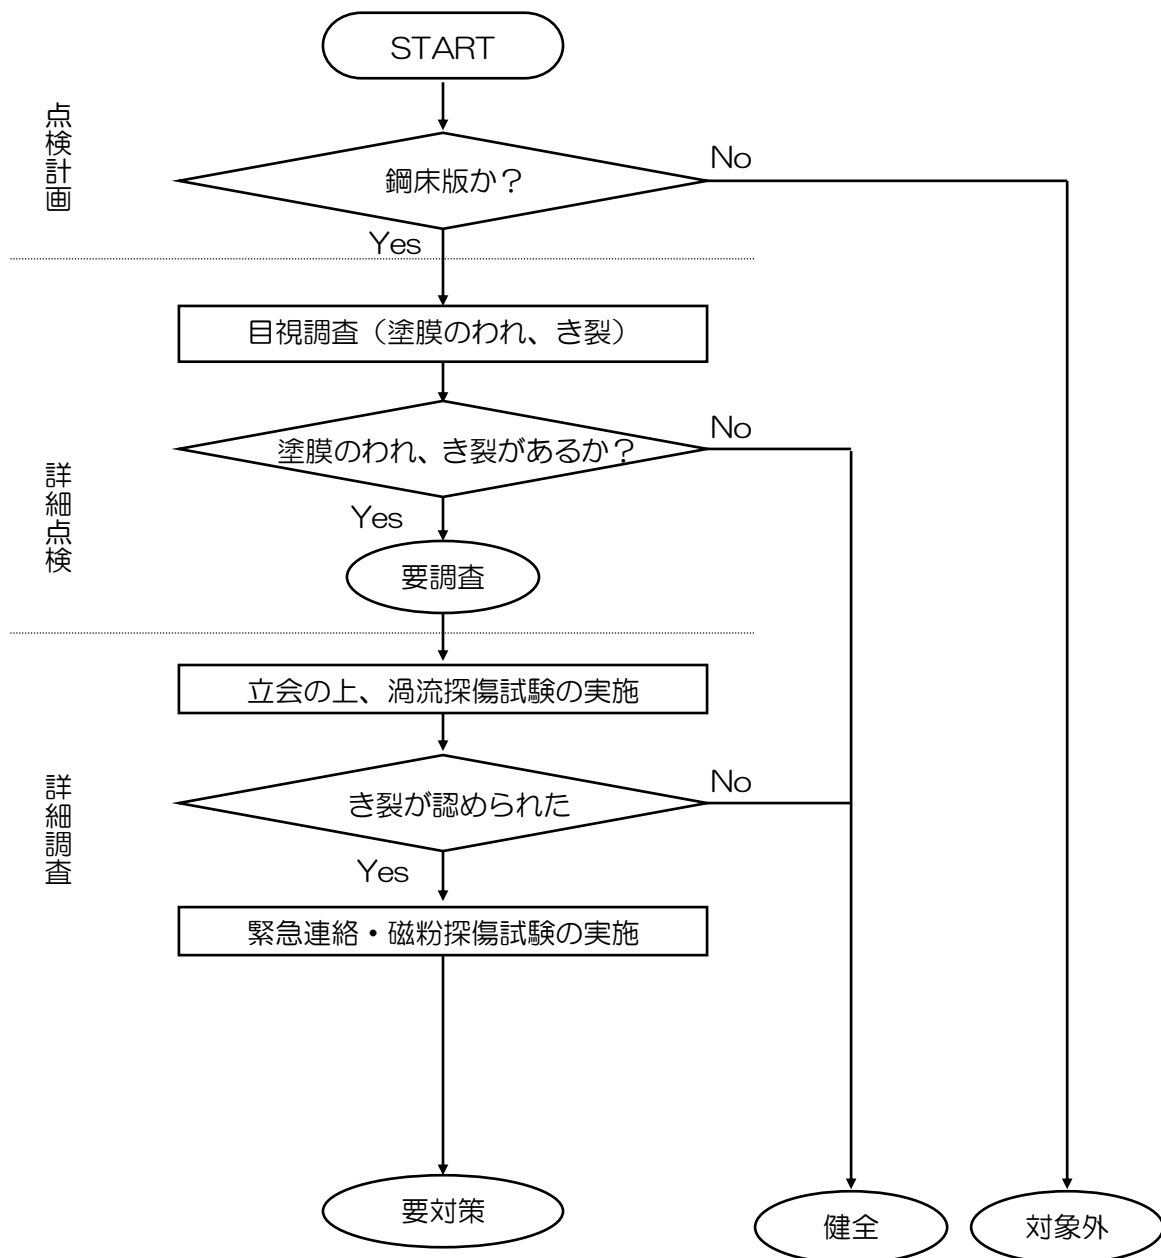 START
点検計画
鋼床版か？
No
Yes
目視調査（塗膜のわれ、き裂）
塗膜のわれ、き裂があるか？
No
Yes
詳細点検
要調査
立会の上、渦流探傷試験の実施
詳細調査
き裂が認められた
No
Yes
緊急連絡・磁粉探傷試験の実施
要対策
健全
対象外